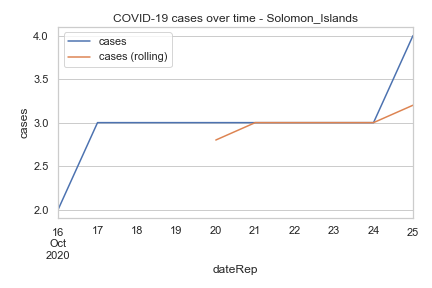 COVID-19 cases over time - Solomon_Islands
cases
cases (rolling)
4.0
3.5
3.0
2.5
2.0
cases
16 17 18 19 20 21 22 23 24 25
Oct
2020
dateRep